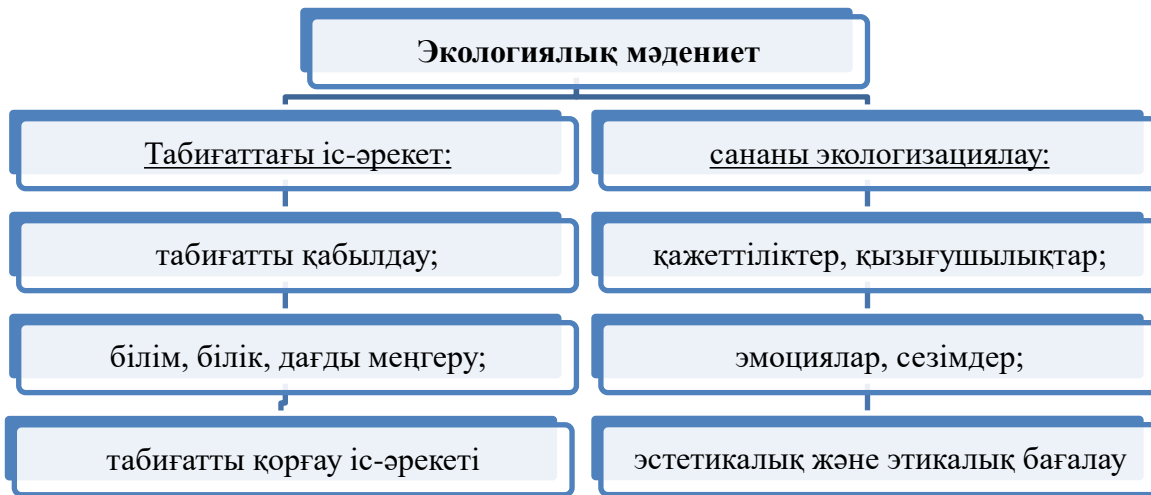 Экологиялық мәдениет
Табиғаттағы іс-әрекет:
табиғатты қабылдау;
білім, білік, дағды меңгеру;
табиғатты қорғау іс-әрекеті
сананы экологизациялау:
қажеттіліктер, қызығушылықтар;
эмоциялар, сезімдер;
эстетикалық және этикалық бағалау